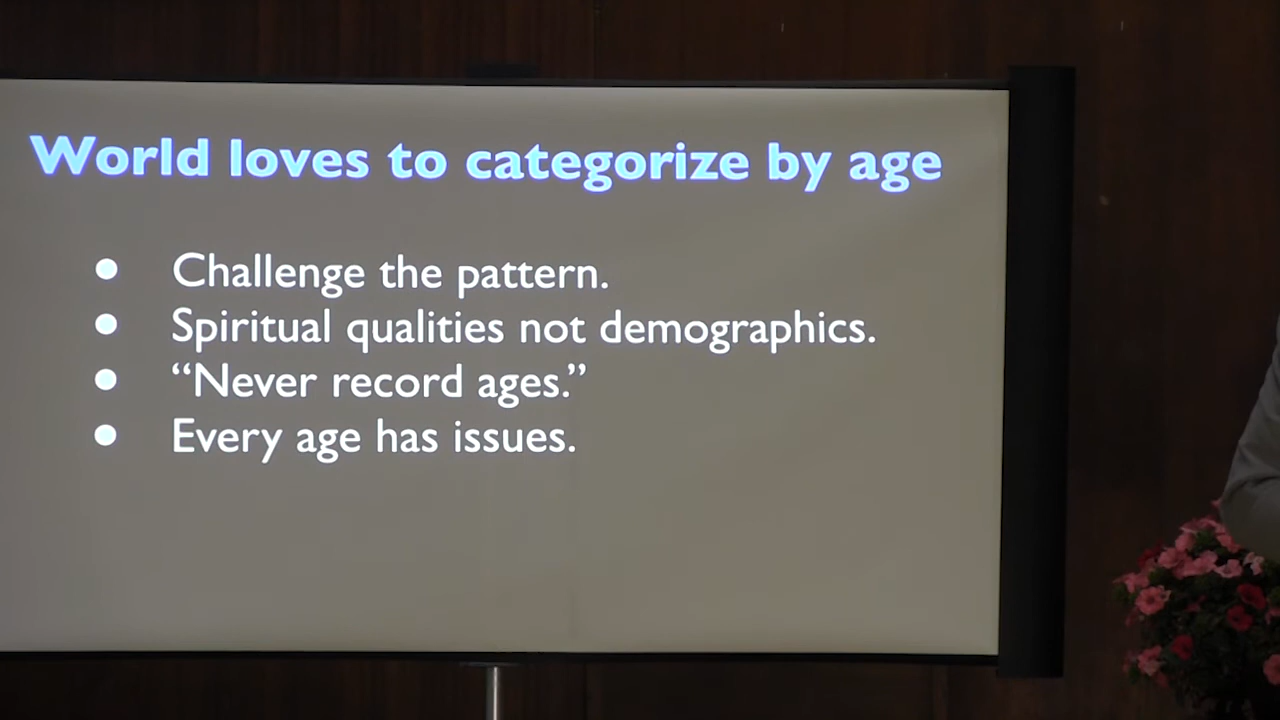 World loves to categorize by age
● Challenge the pattern.
● Spiritual qualities not demographics.
● “Never record ages.”
● Every age has issues.